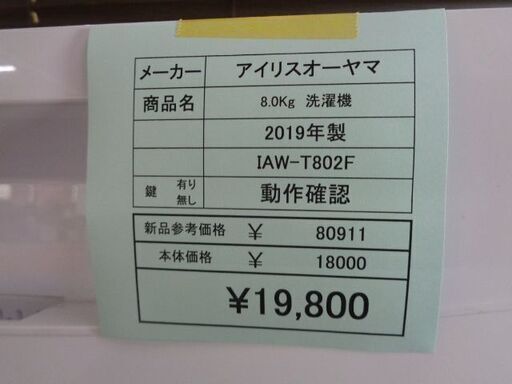 メーカー アイリスオーヤマ
商品名 8.0Kg 洗濯機
2019年製
IAW-T802F
鍵 有り 無し 動作確認
新品参考価格 ¥ 80911
本体価格 ¥ 18000
¥19,800